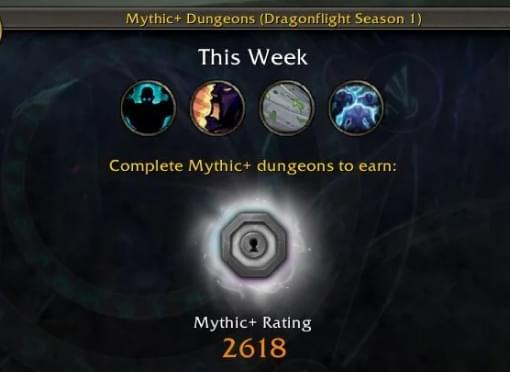 Mythic+ Dungeons (Dragonflight Season 1)
This Week
Complete Mythic+ dungeons to earn:
Mythic+ Rating
2618